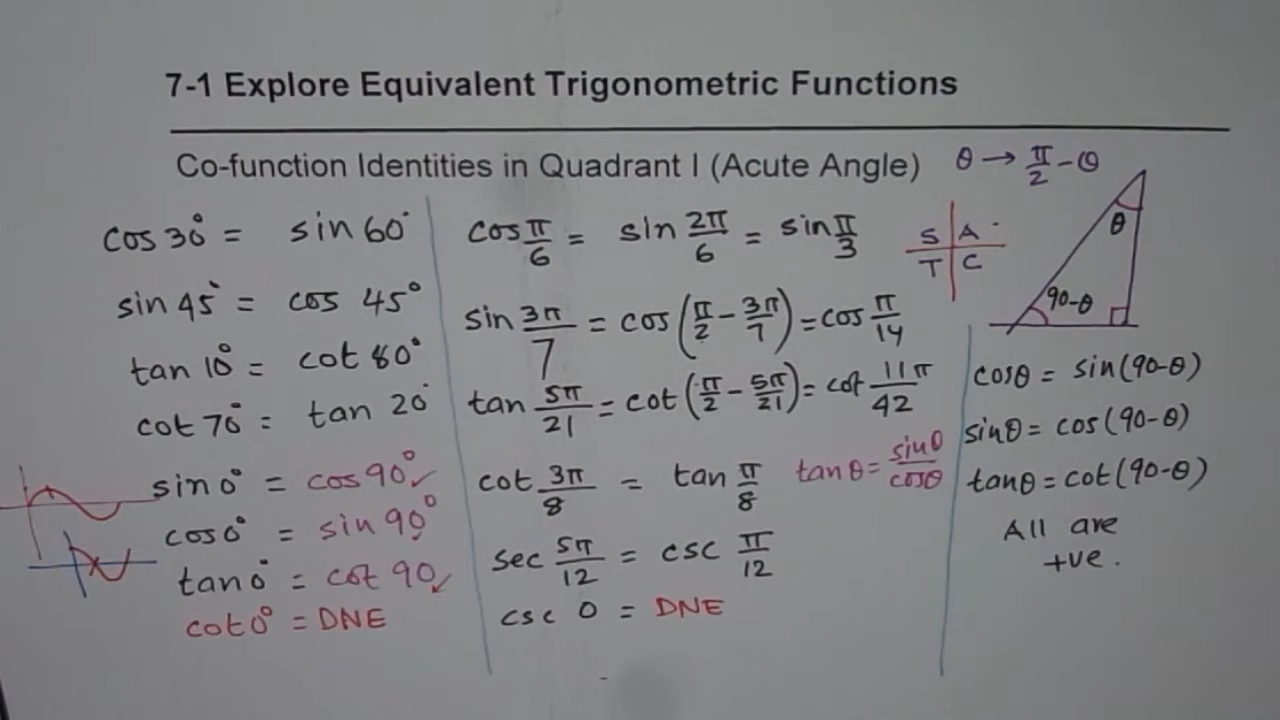 7-1 Explore Equivalent Trigonometric Functions
Co-function Identities in Quadrant I (Acute Angle) θ → π/2 - θ
cos 30° = sin 60°
sin 45° = cos 45°
tan 10° = cot 80°
cot 70° = tan 20°
sin 0° = cos 90° ✓
cos 0° = sin 90°
tan 0° = cot 90 ✓
cot 0° = DNE
cos π/6 = sin 2π/6 = sin π/3
sin 3π/7 = cos (π/2 - 3π/7) = cos π/14
tan 5π/21 = cot (π/2 - 5π/21) = cot 11π/42
cot 3π/8 = tan π/8
tan θ = sin θ/cos θ
sec 5π/12 = csc π/12
csc 0 = DNE
S A
T C
θ
90-θ
cos θ = sin (90-θ)
sin θ = cos (90-θ)
tan θ = cot (90-θ)
All are
+ve.